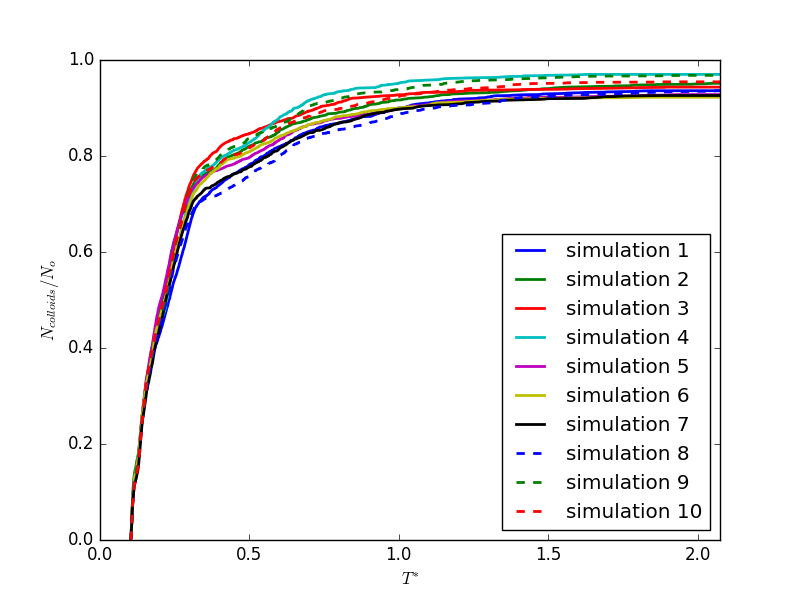 1.0
0.8
0.6
0.4
0.2
0.0
0.0 0.5 1.0 1.5 2.0
N_{colloids}/N_o
T*
simulation 1
simulation 2
simulation 3
simulation 4
simulation 5
simulation 6
simulation 7
simulation 8
simulation 9
simulation 10